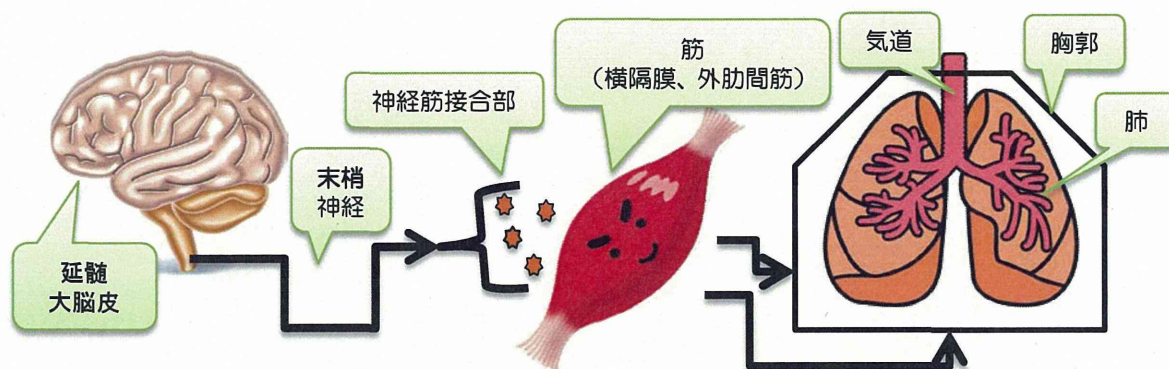 延髄
大脳皮
末梢
神経
神経筋接合部
筋
（横隔膜、外肋間筋）
気道
胸郭
肺